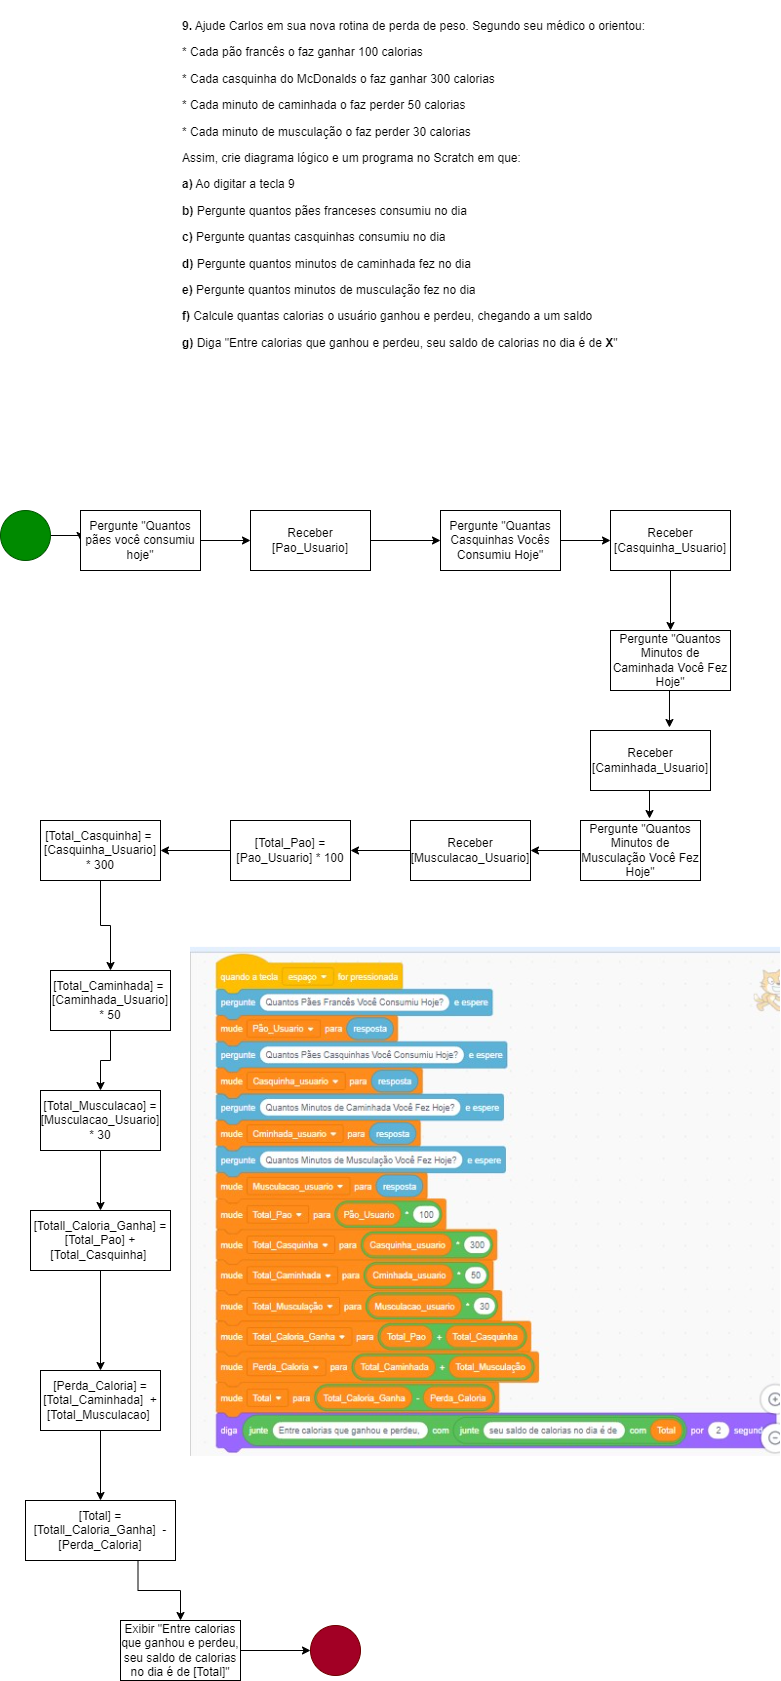 9. Ajude Carlos em sua nova rotina de perda de peso. Segundo seu médico o orientou:
* Cada pão francês o faz ganhar 100 calorias
* Cada casquinha do McDonalds o faz ganhar 300 calorias
* Cada minuto de caminhada o faz perder 50 calorias
* Cada minuto de musculação o faz perder 30 calorias
Assim, crie diagrama lógico e um programa no Scratch em que:
a) Ao digitar a tecla 9
b) Pergunte quantos pães franceses consumiu no dia
c) Pergunte quantas casquinhas consumiu no dia
d) Pergunte quantos minutos de caminhada fez no dia
e) Pergunte quantos minutos de musculação fez no dia
f) Calcule quantas calorias o usuário ganhou e perdeu, chegando a um saldo
g) Diga "Entre calorias que ganhou e perdeu, seu saldo de calorias no dia é de X"
Pergunte "Quantos
pães você consumiu
hoje"
Receber
[Pao_Usuario]
Pergunte "Quantas
Casquinhas Vocês
Consumiu Hoje"
Receber
[Casquinha_Usuario]
Pergunte "Quantos
Minutos de
Caminhada Você Fez
Hoje"
Receber
[Caminhada_Usuario]
Pergunte "Quantos
Minutos de
Musculação Você Fez
Hoje"
Receber
[Musculacao_Usuario]
[Total_Pao] =
[Pao_Usuario] * 100
[Total_Casquinha] =
[Casquinha_Usuario]
* 300
[Total_Caminhada] =
[Caminhada_Usuario]
* 50
[Total_Musculacao] =
[Musculacao_Usuario]
* 30
[Totall_Caloria_Ganha] =
[Total_Pao] +
[Total_Casquinha]
[Perda_Caloria] =
[Total_Caminhada] +
[Total_Musculacao]
[Total] =
[Totall_Caloria_Ganha] -
[Perda_Caloria]
Exibir "Entre calorias
que ganhou e perdeu,
seu saldo de calorias
no dia é de [Total]"
quando a tecla espaço for pressionada
pergunte Quantos Pães Francês Você Consumiu Hoje? e espere
mude Pão_Usuario para resposta
pergunte Quantos Pães Casquinhas Você Consumiu Hoje? e espere
mude Casquinha_usuario para resposta
pergunte Quantos Minutos de Caminhada Você Fez Hoje? e espere
mude Cminhada_usuario para resposta
pergunte Quantos Minutos de Musculação Você Fez Hoje? e espere
mude Musculacao_usuario para resposta
mude Total_Pao para Pão_Usuario * 100
mude Total_Casquinha para Casquinha_usuario * 300
mude Total_Caminhada para Cminhada_usuario * 50
mude Total_Musculação para Musculacao_usuario * 30
mude Total_Caloria_Ganha para Total_Pao + Total_Casquinha
mude Perda_Caloria para Total_Caminhada + Total_Musculação
mude Total para Total_Caloria_Ganha - Perda_Caloria
diga junte Entre calorias que ganhou e perdeu, com junte seu saldo de calorias no dia é de com Total por 2 segund